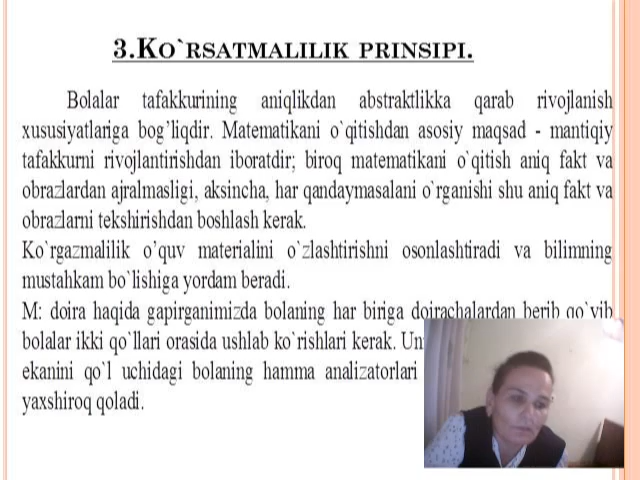 3.Ko`rsatmalilik prinsipi.
Bolalar tafakkurining aniqlikdan abstraktlikka qarab rivojlanish
xususiyatlariga bog’liqdir. Matematikani o`qitishdan asosiy maqsad - mantiqiy
tafakkurni rivojlantirishdan iboratdir; biroq matematikani o`qitish aniq fakt va
obrazlardan ajralmasligi, aksincha, har qandaymasalani o`rganishi shu aniq fakt va
obrazlarni tekshirishdan boshlash kerak.
Ko`rgazmalilik o’quv materialini o`zlashtirishni osonlashtiradi va bilimning
mustahkam bo`lishiga yordam beradi.
M: doira haqida gapirganimizda bolaning har biriga doirachalardan berib qo`yib
bolalar ikki qo`llari orasida ushlab ko`rishlari kerak.
ekanini qo`l uchidagi bolaning hamma analizatorlari
yaxshiroq qoladi.